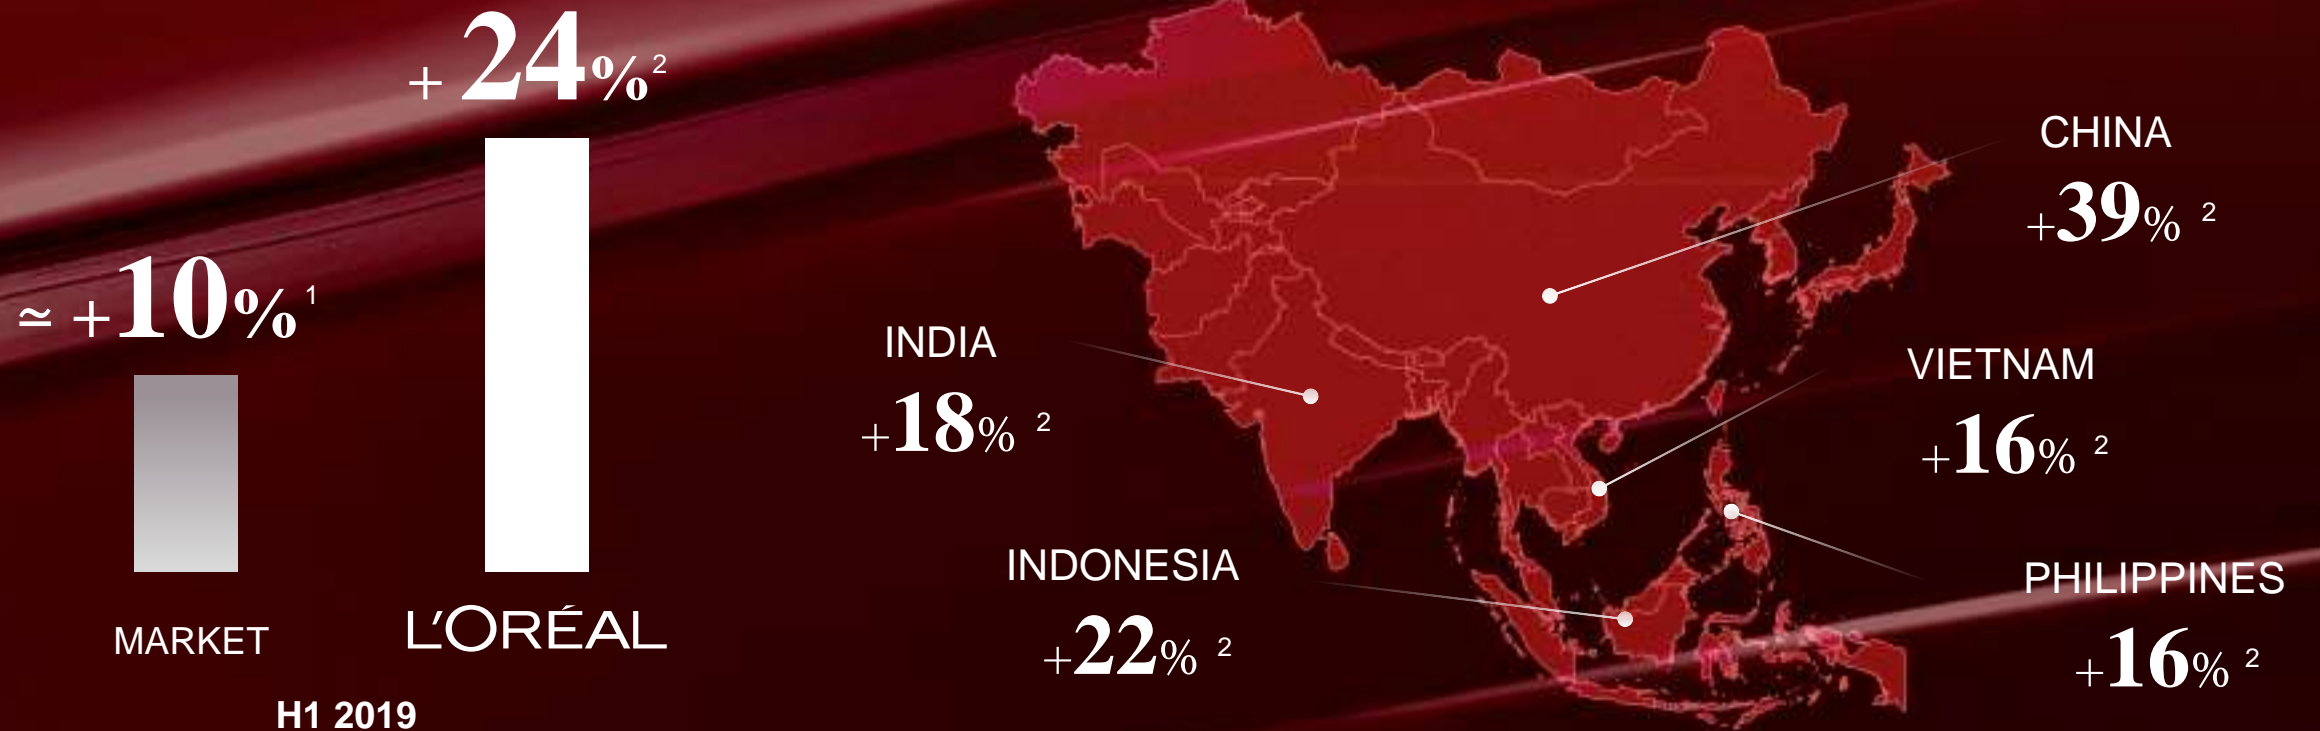 + 24%²
≃ +10%¹
MARKET
L'ORÉAL
H1 2019
CHINA
+39% ²
INDIA
+18% ²
VIETNAM
+16% ²
INDONESIA
+22% ²
PHILIPPINES
+16% ²